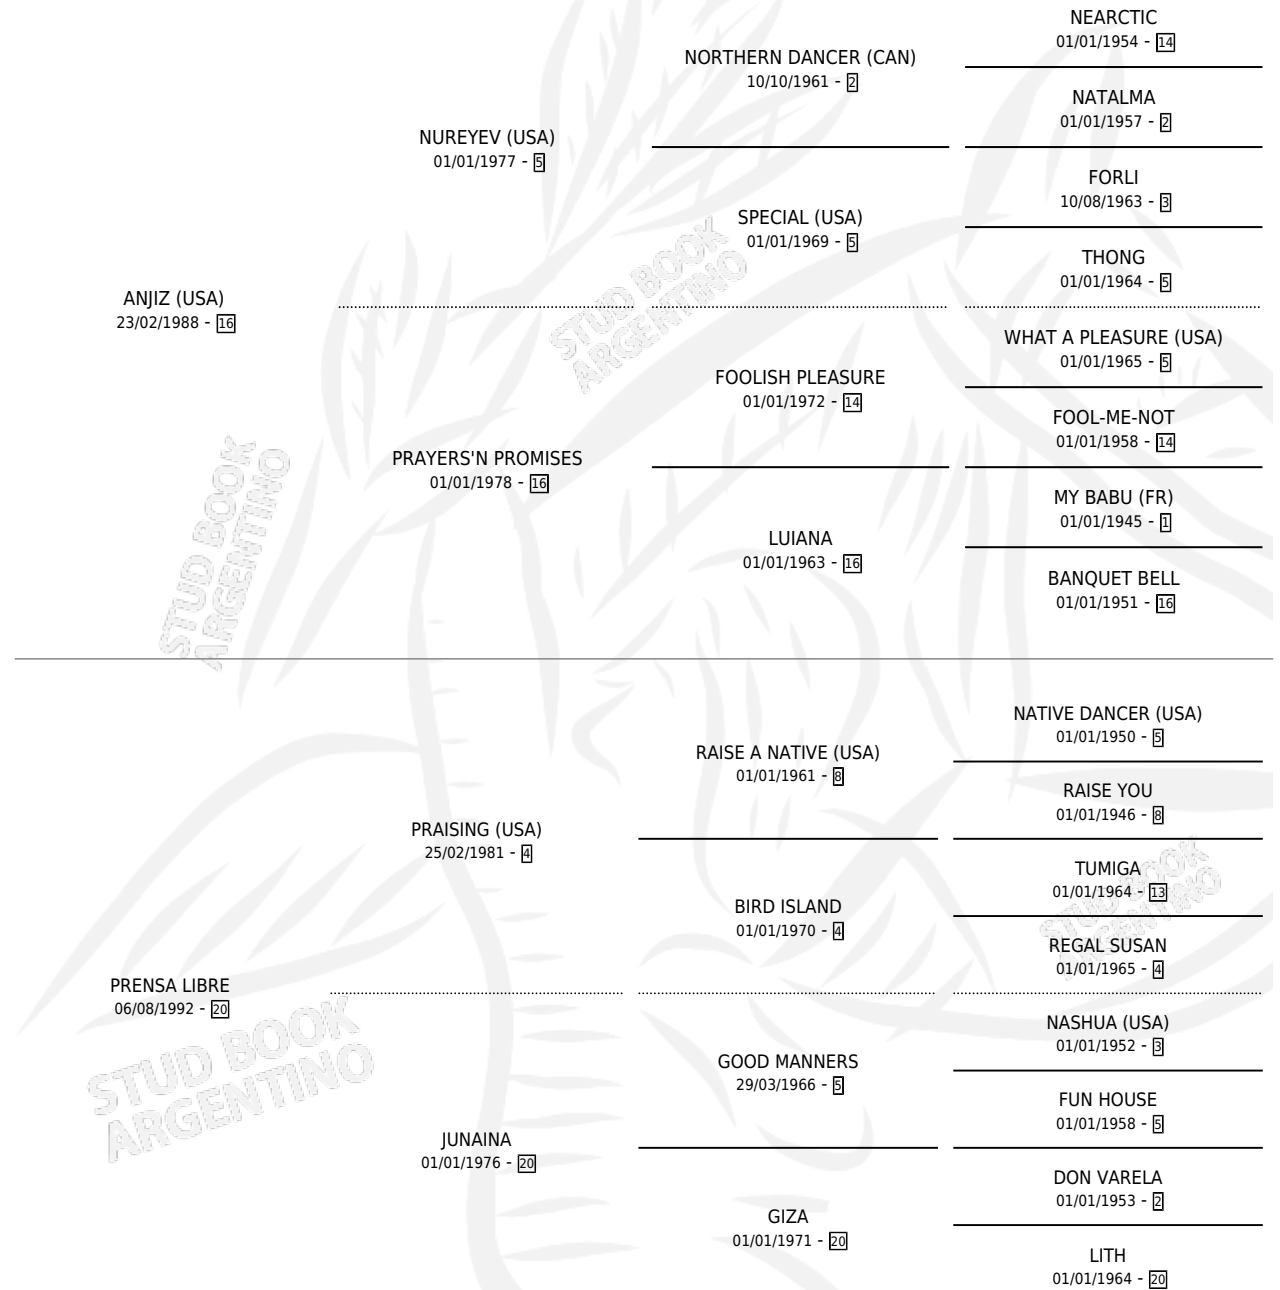 NEARCTIC
01/01/1954 - 14
NORTHERN DANCER (CAN)
10/10/1961 - 2
NATALMA
01/01/1957 - 2
NUREYEV (USA)
01/01/1977 - 5
FORLI
10/08/1963 - 3
SPECIAL (USA)
01/01/1969 - 5
THONG
01/01/1964 - 5
ANJIZ (USA)
23/02/1988 - 16
STUD BOOK
ARGENTINO
WHAT A PLEASURE (USA)
01/01/1965 - 5
FOOLISH PLEASURE
01/01/1972 - 14
FOOL-ME-NOT
01/01/1958 - 14
PRAYERS'N PROMISES
01/01/1978 - 16
MY BABU (FR)
01/01/1945 - 1
LUIANA
01/01/1963 - 16
BANQUET BELL
01/01/1951 - 16
STUD BOOK
ARGENTINO
NATIVE DANCER (USA)
01/01/1950 - 5
RAISE A NATIVE (USA)
01/01/1961 - 8
RAISE YOU
01/01/1946 - 8
PRAISING (USA)
25/02/1981 - 4
TUMIGA
01/01/1964 - 13
BIRD ISLAND
01/01/1970 - 4
STUD BOOK
ARGENTINO
REGAL SUSAN
01/01/1965 - 4
PRENSA LIBRE
06/08/1992 - 20
STUD BOOK
ARGENTINO
NASHUA (USA)
01/01/1952 - 3
GOOD MANNERS
29/03/1966 - 5
FUN HOUSE
01/01/1958 - 5
JUNAINA
01/01/1976 - 20
DON VARELA
01/01/1953 - 2
GIZA
01/01/1971 - 20
LITH
01/01/1964 - 20